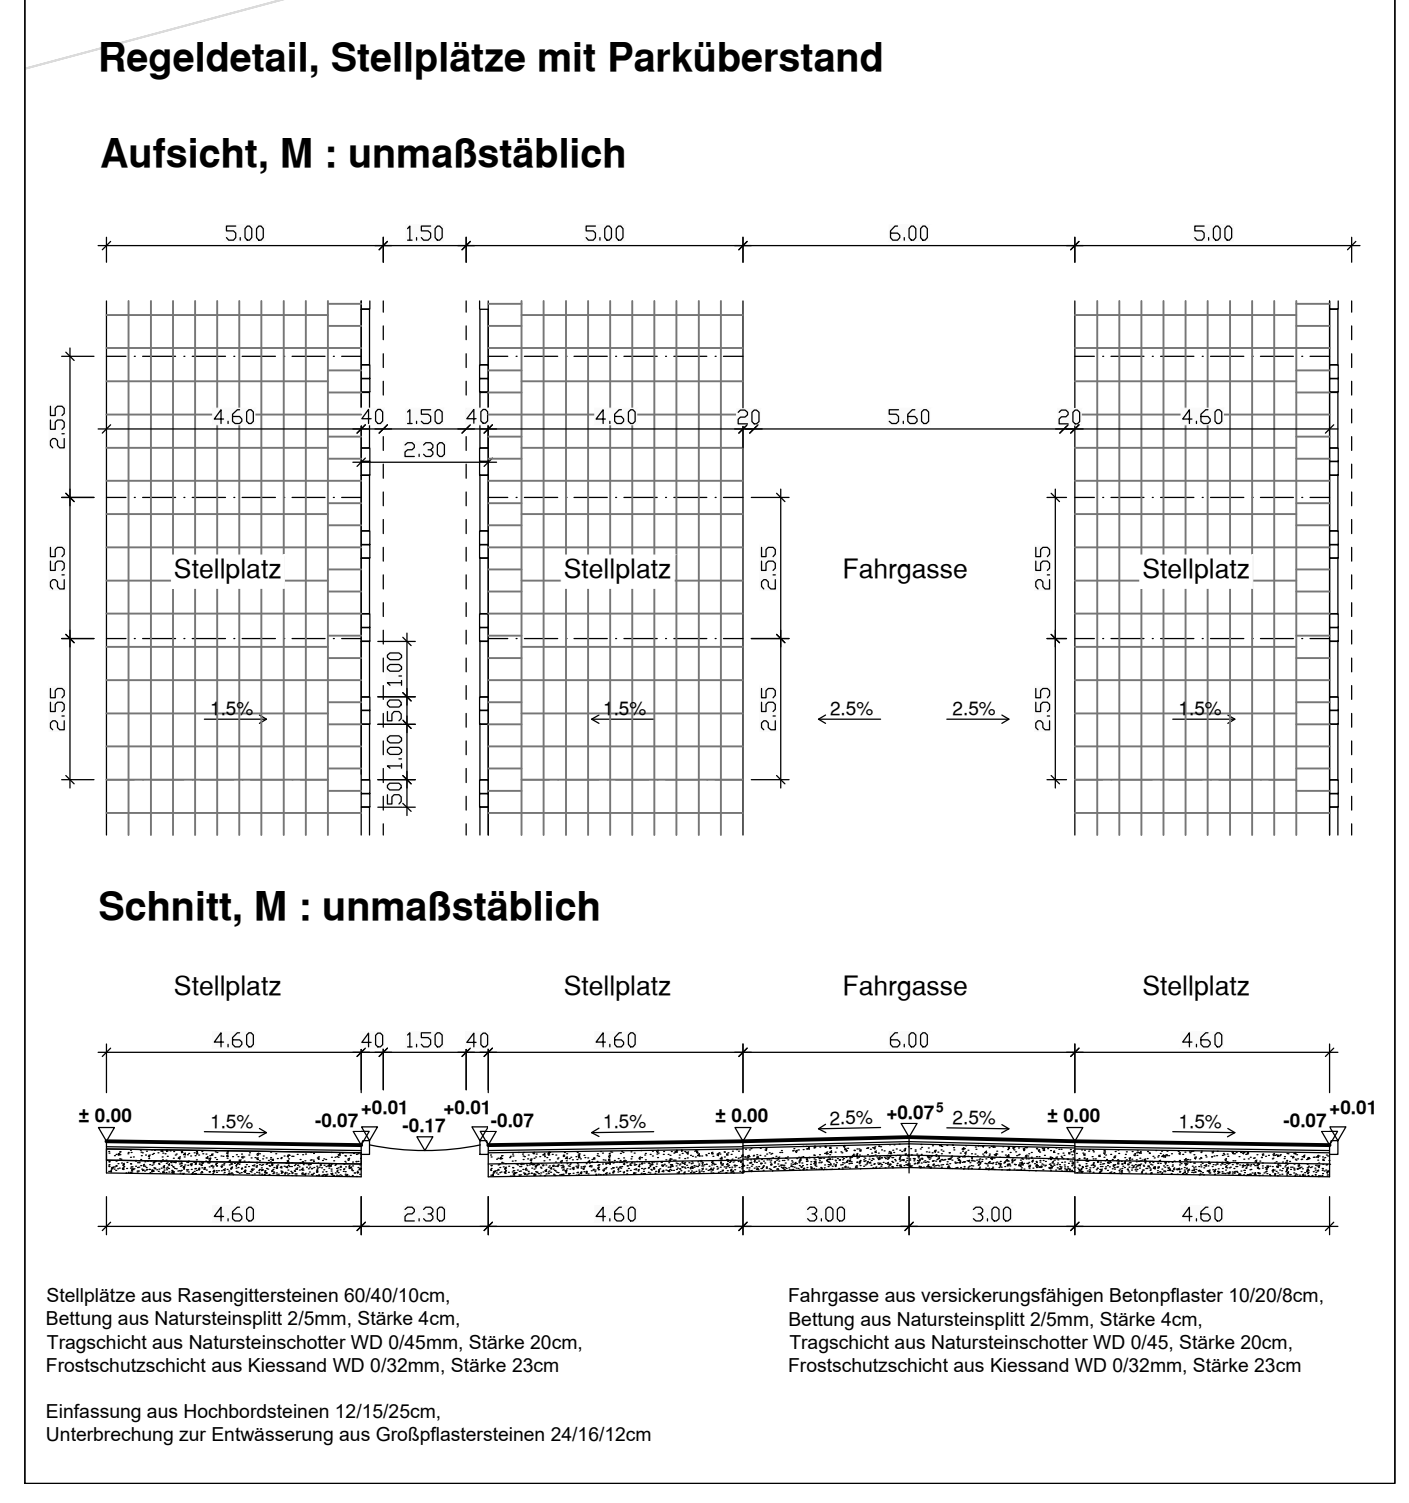 Regeldetail, Stellplätze mit Parküberstand
Aufsicht, M : unmaßstäblich
5.00 1.50 5.00 6.00 5.00
2.55
4.60 40 1.50 40 4.60 20 5.60 20 4.60
2.30
2.55 2.55 2.55
Stellplatz Stellplatz Fahrgasse Stellplatz
1.00
2.55 50 2.55 2.55
1.5% 1.5% 2.5% 2.5% 1.5%
1.00
50
Schnitt, M : unmaßstäblich
Stellplatz Stellplatz Fahrgasse Stellplatz
4.60 40 1.50 40 4.60 6.00 4.60
± 0.00 1.5% -0.07 +0.01 -0.17 +0.01 -0.07 1.5% ± 0.00 2.5% +0.07⁵ 2.5% ± 0.00 1.5% -0.07 +0.01
4.60 2.30 4.60 3.00 3.00 4.60
Stellplätze aus Rasengittersteinen 60/40/10cm,
Bettung aus Natursteinsplitt 2/5mm, Stärke 4cm,
Tragschicht aus Natursteinschotter WD 0/45mm, Stärke 20cm,
Frostschutzschicht aus Kiessand WD 0/32mm, Stärke 23cm
Einfassung aus Hochbordsteinen 12/15/25cm,
Unterbrechung zur Entwässerung aus Großpflastersteinen 24/16/12cm
Fahrgasse aus versickerungsfähigen Betonpflaster 10/20/8cm,
Bettung aus Natursteinsplitt 2/5mm, Stärke 4cm,
Tragschicht aus Natursteinschotter WD 0/45, Stärke 20cm,
Frostschutzschicht aus Kiessand WD 0/32mm, Stärke 23cm